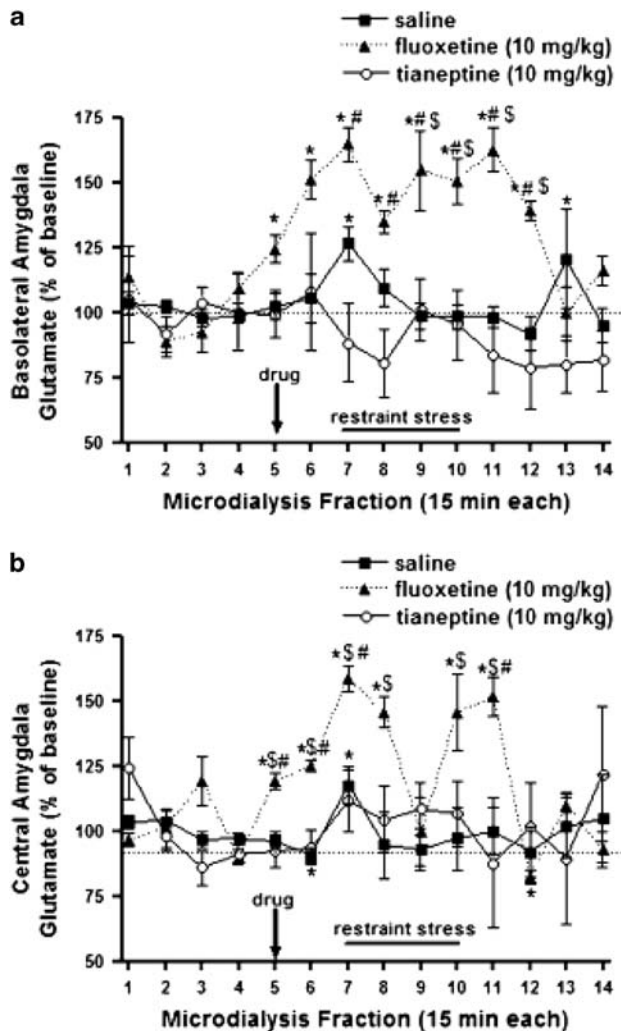 a
saline
fluoxetine (10 mg/kg)
tianeptine (10 mg/kg)
Basolateral Amygdala
Glutamate (% of baseline)
175
150
125
100
75
50
* * * # * # *# $ *# $ *# $ *# $ *
*
drug
restraint stress
1 2 3 4 5 6 7 8 9 10 11 12 13 14
Microdialysis Fraction (15 min each)
b
saline
fluoxetine (10 mg/kg)
tianeptine (10 mg/kg)
Central Amygdala
Glutamate (% of baseline)
175
150
125
100
75
50
*$# *$# *$# *$ *$ *$#
*
* *
drug
restraint stress
1 2 3 4 5 6 7 8 9 10 11 12 13 14
Microdialysis Fraction (15 min each)